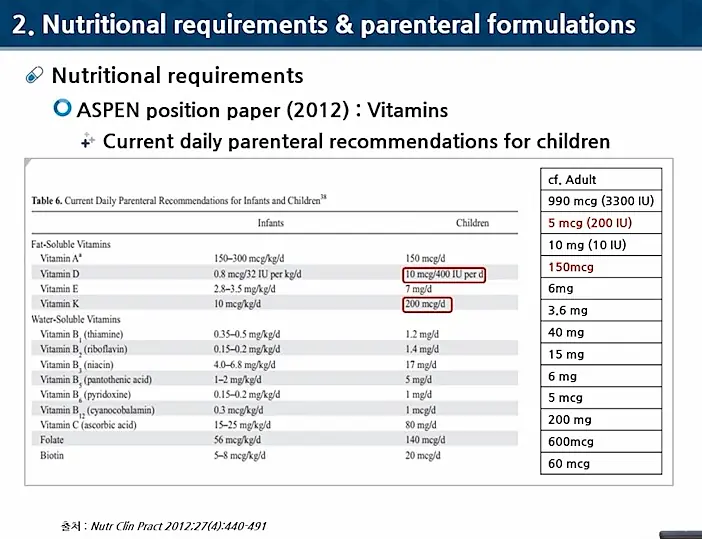 2. Nutritional requirements & parenteral formulations
Nutritional requirements
ASPEN position paper (2012) : Vitamins
Current daily parenteral recommendations for children
Table 6. Current Daily Parenteral Recommendations for Infants and Children38
Infants Children
Fat-Soluble Vitamins
Vitamin Aa 150–300 mcg/kg/d 150 mcg/d
Vitamin D 0.8 mcg/32 IU per kg/d 10 mcg/400 IU per d
Vitamin E 2.8–3.5 mg/kg/d 7 mg/d
Vitamin K 10 mcg/kg/d 200 mcg/d
Water-Soluble Vitamins
Vitamin B1 (thiamine) 0.35–0.5 mg/kg/d 1.2 mg/d
Vitamin B2 (riboflavin) 0.15–0.2 mg/kg/d 1.4 mg/d
Vitamin B3 (niacin) 4.0–6.8 mg/kg/d 17 mg/d
Vitamin B5 (pantothenic acid) 1–2 mg/kg/d 5 mg/d
Vitamin B6 (pyridoxine) 0.15–0.2 mg/kg/d 1 mg/d
Vitamin B12 (cyanocobalamin) 0.3 mcg/kg/d 1 mcg/d
Vitamin C (ascorbic acid) 15–25 mg/kg/d 80 mg/d
Folate 56 mcg/kg/d 140 mcg/d
Biotin 5–8 mcg/kg/d 20 mcg/d
cf. Adult
990 mcg (3300 IU)
5 mcg (200 IU)
10 mg (10 IU)
150mcg
6mg
3.6 mg
40 mg
15 mg
6 mg
5 mcg
200 mg
600mcg
60 mcg
출처 : Nutr Clin Pract 2012;27(4):440-491